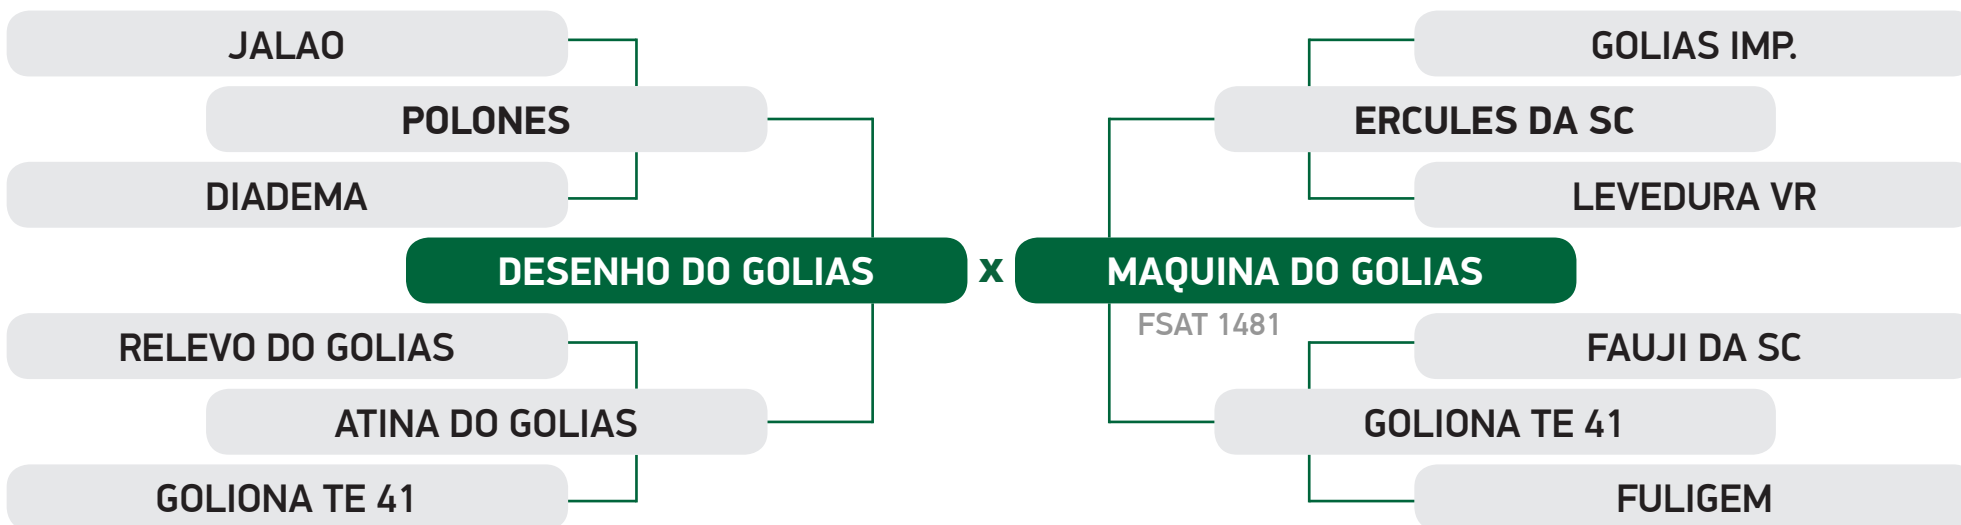 JALAO
GOLIAS IMP.
POLONES
ERCULES DA SC
DIADEMA
LEVEDURA VR
DESENHO DO GOLIAS x MAQUINA DO GOLIAS
FSAT 1481
RELEVO DO GOLIAS
FAUJI DA SC
ATINA DO GOLIAS
GOLIONA TE 41
GOLIONA TE 41
FULIGEM